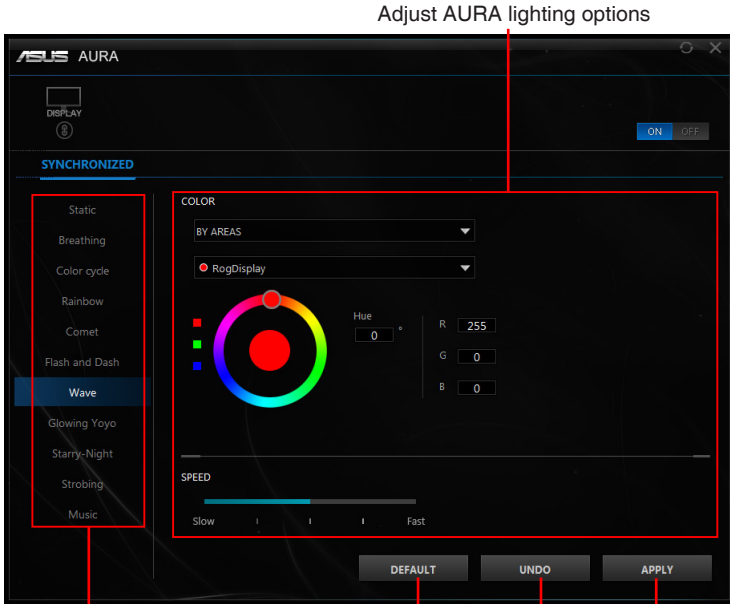 Adjust AURA lighting options
ASUS AURA
DISPLAY
ON OFF
SYNCHRONIZED
Static
Breathing
Color cycle
Rainbow
Comet
Flash and Dash
Wave
Glowing Yoyo
Starry-Night
Strobing
Music
COLOR
BY AREAS
RogDisplay
Hue
0 °
R 255
G 0
B 0
SPEED
Slow Fast
DEFAULT UNDO APPLY